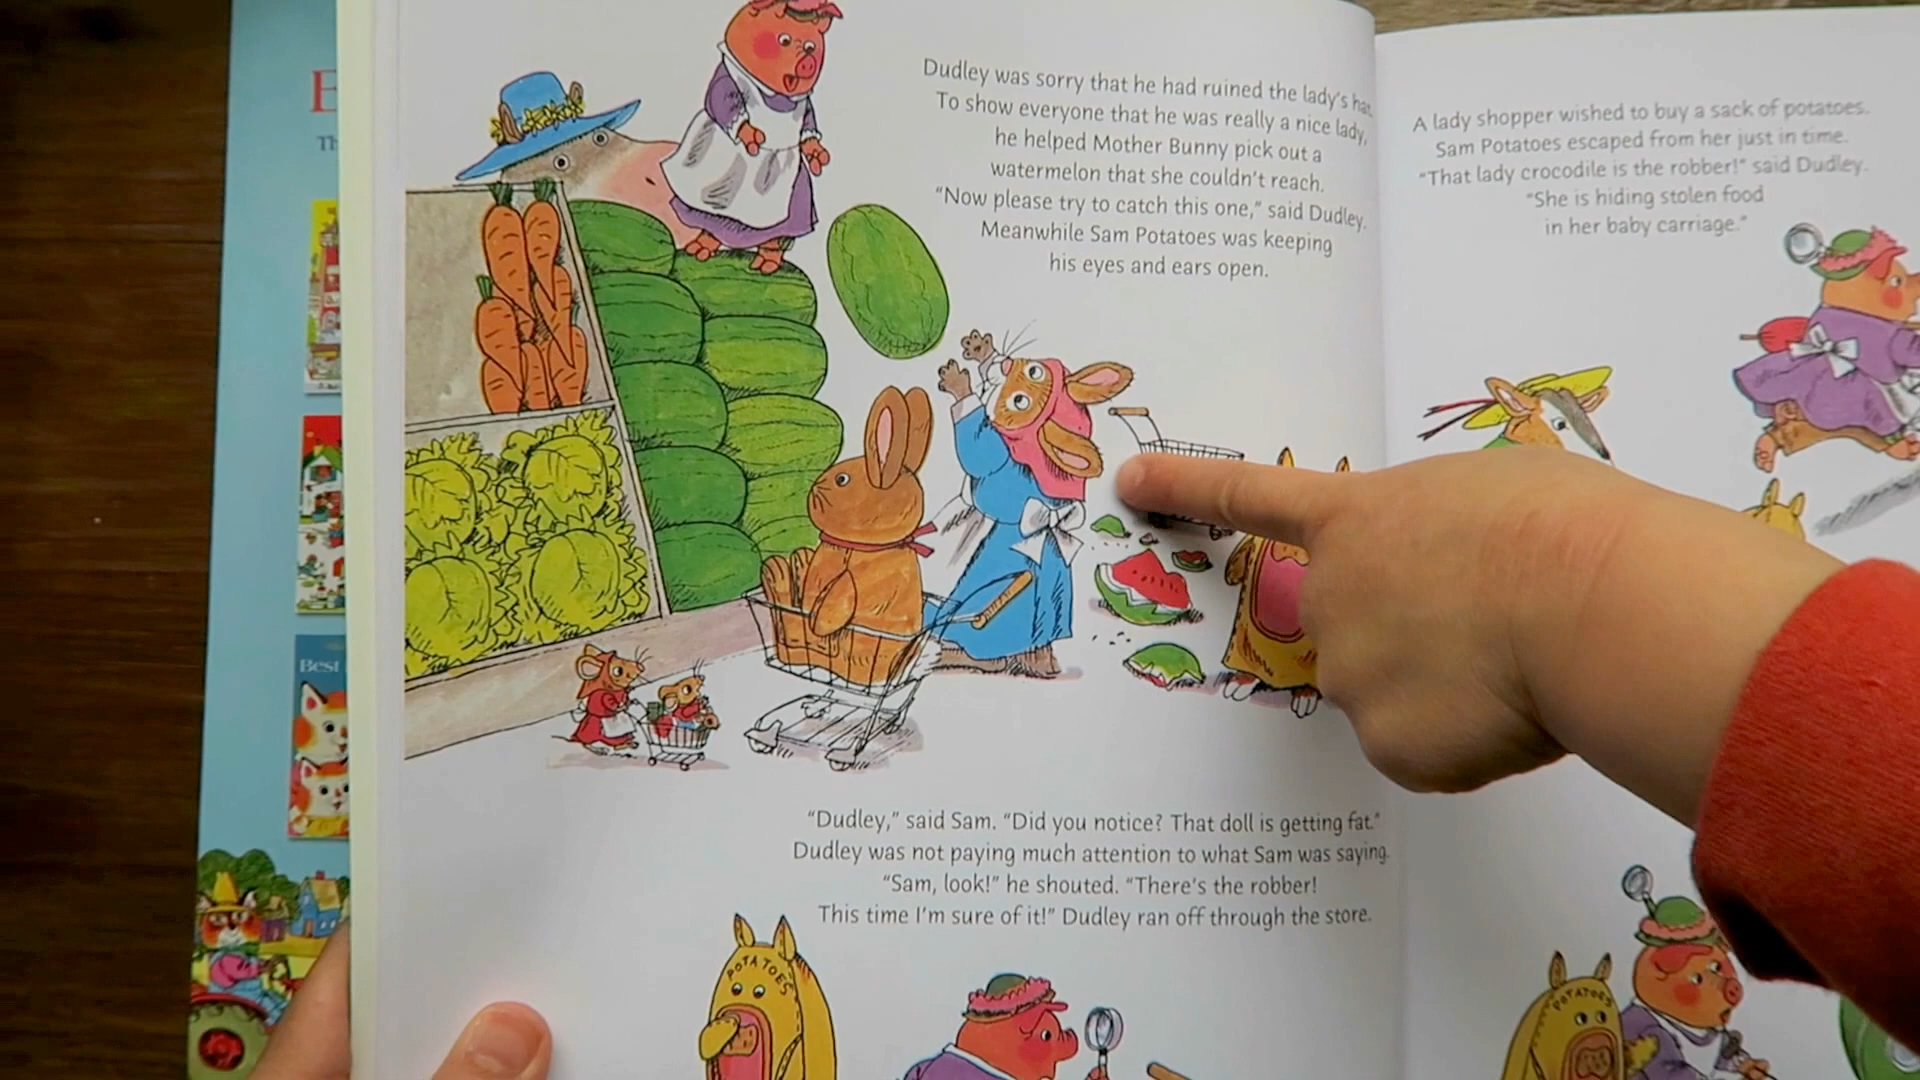 Dudley was sorry that he had ruined the lady's hat.
To show everyone that he was really a nice lady,
he helped Mother Bunny pick out a
watermelon that she couldn't reach.
"Now please try to catch this one," said Dudley.
Meanwhile Sam Potatoes was keeping
his eyes and ears open.
"Dudley," said Sam. "Did you notice? That doll is getting fat."
Dudley was not paying much attention to what Sam was saying.
"Sam, look!" he shouted. "There's the robber!
This time I'm sure of it!" Dudley ran off through the store.
POTATOES
A lady shopper wished to buy a sack of potatoes.
Sam Potatoes escaped from her just in time.
"That lady crocodile is the robber!" said Dudley.
"She is hiding stolen food
in her baby carriage."
POTATOES
Best